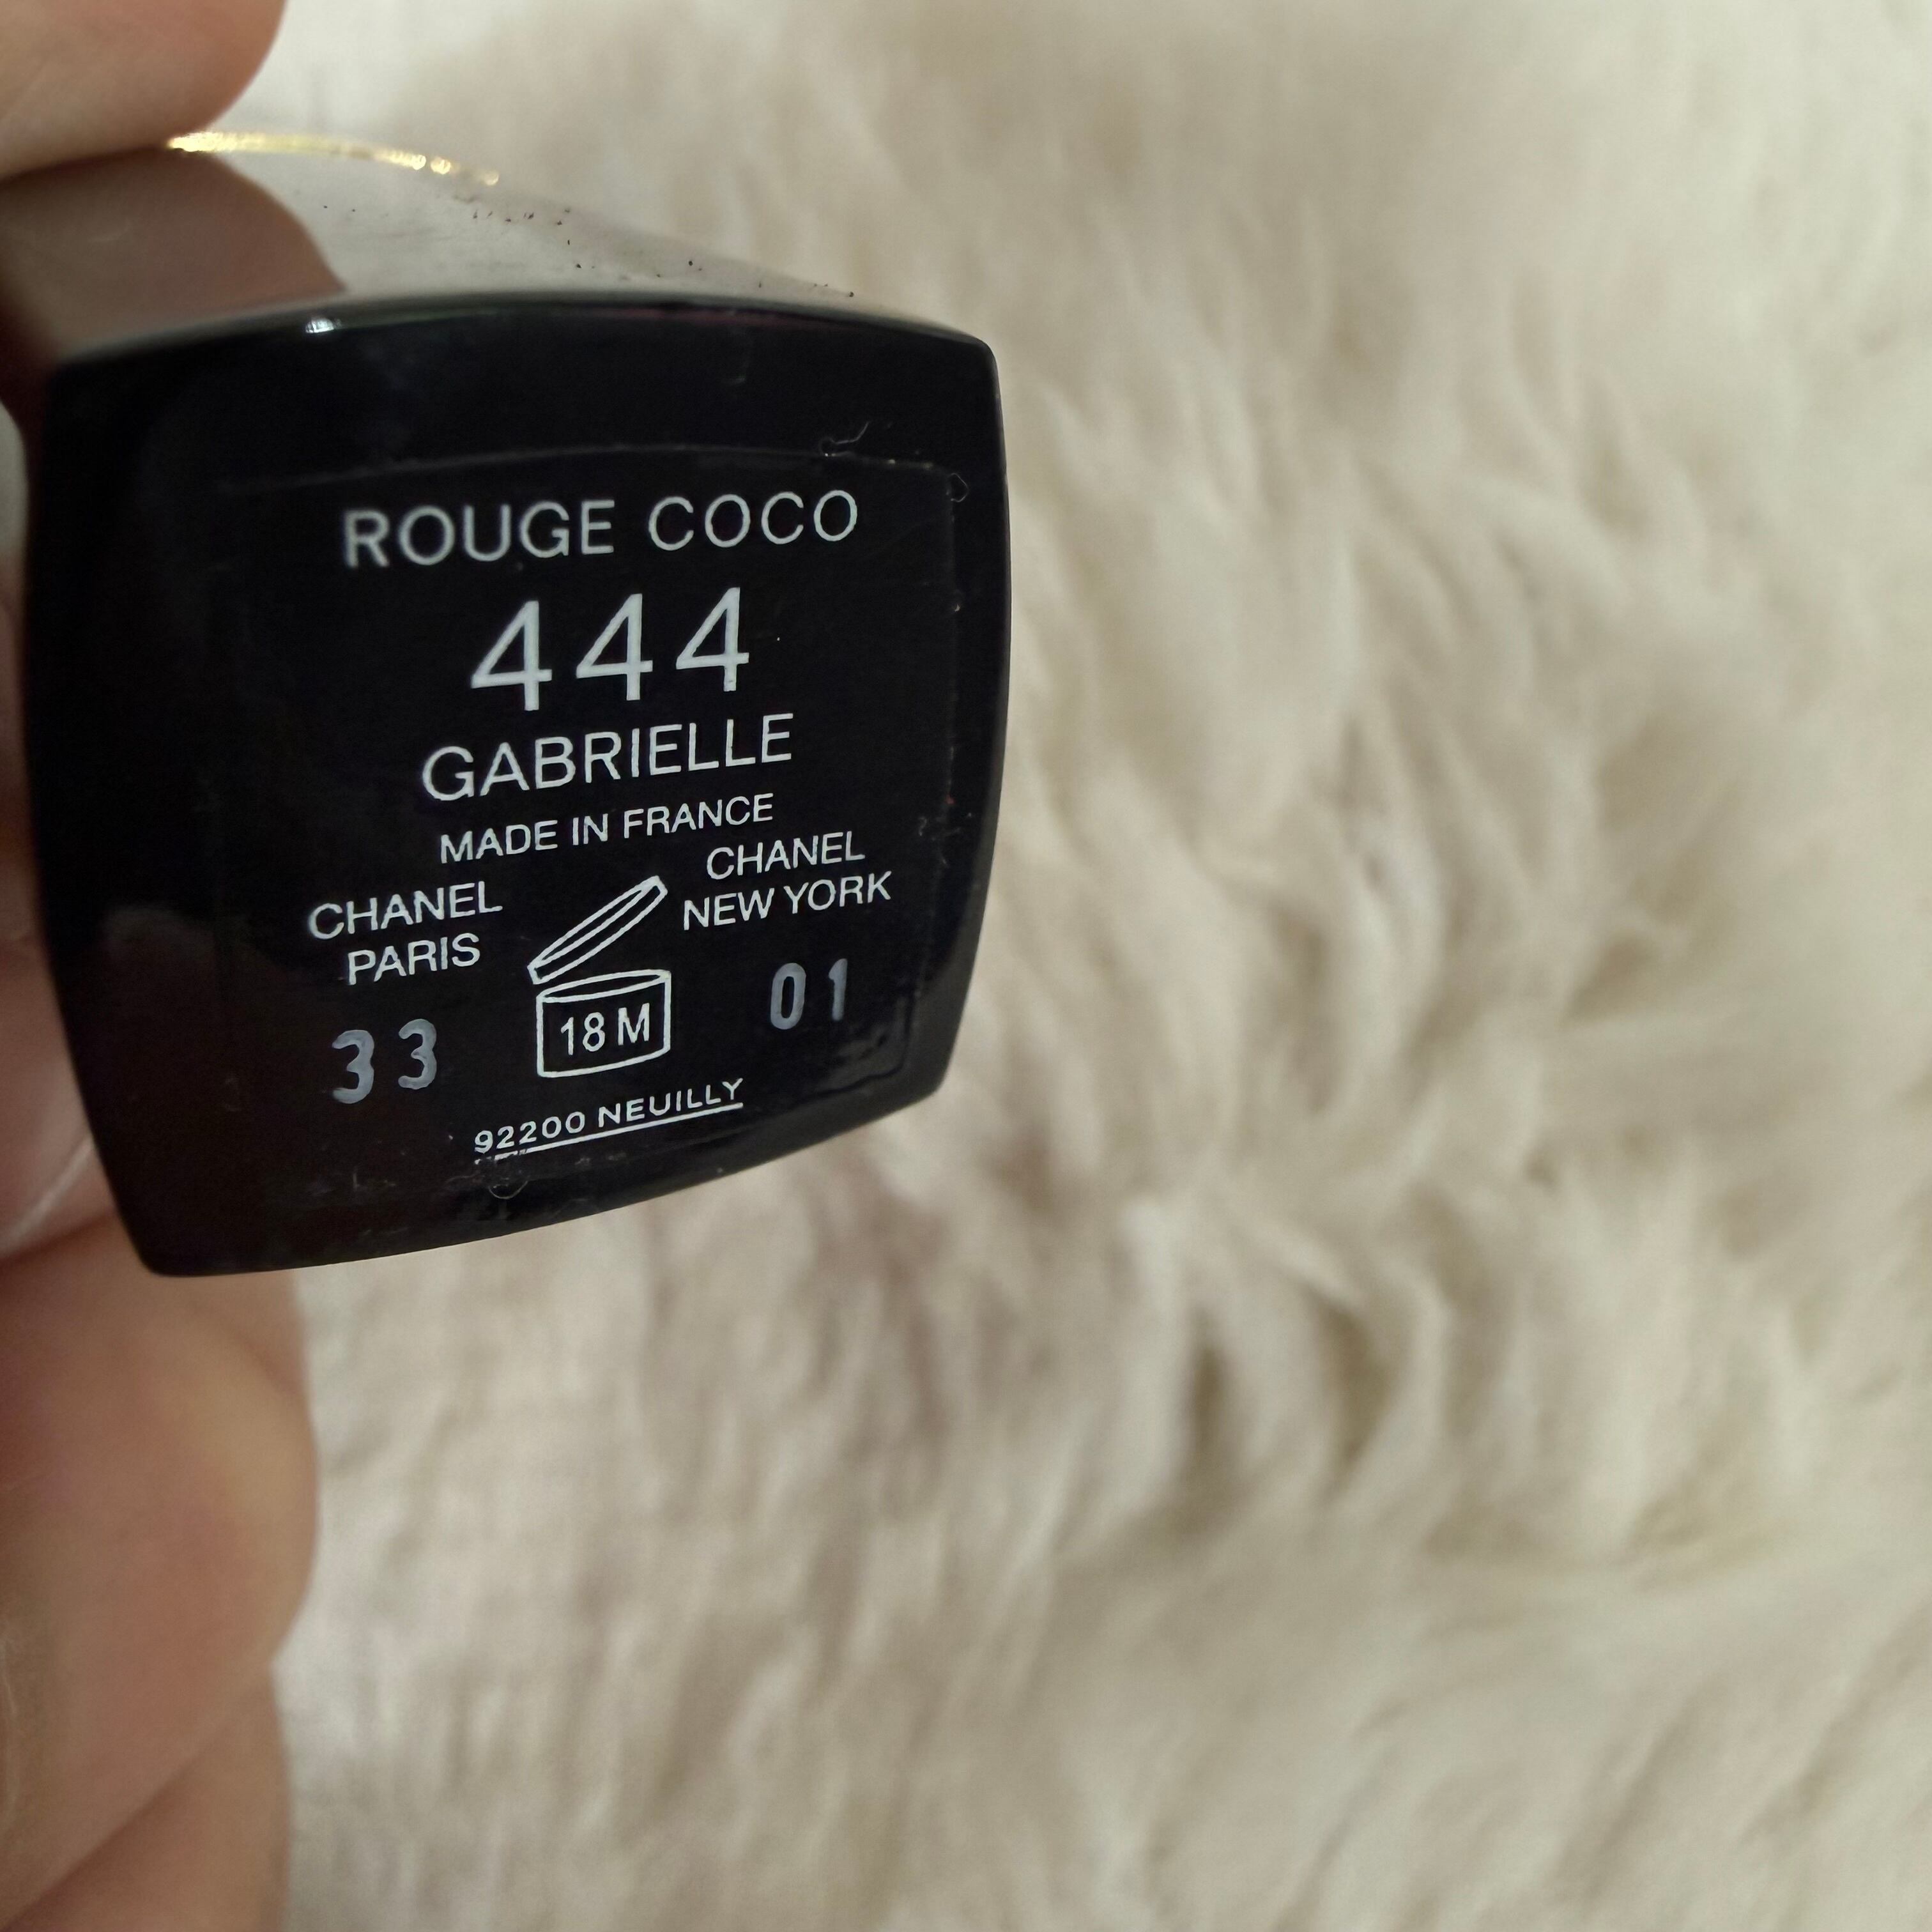 ROUGE COCO
444
GABRIELLE
MADE IN FRANCE
CHANEL
PARIS
CHANEL
NEW YORK
33
18 M
01
92200 NEUILLY